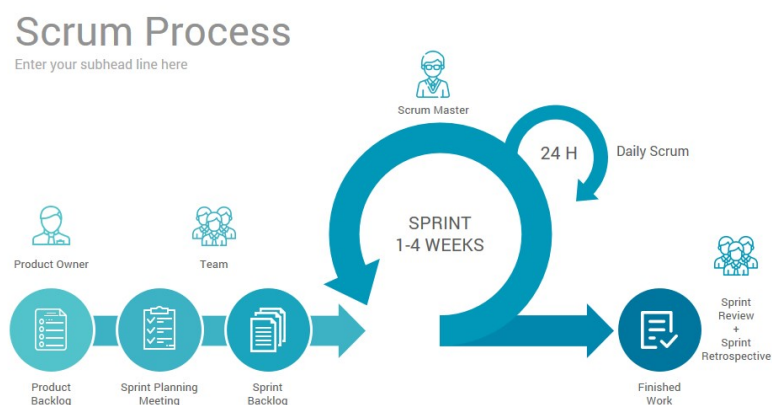 Scrum Process
Enter your subhead line here
Scrum Master
24 H
Daily Scrum
SPRINT
1-4 WEEKS
Product Owner
Team
Sprint
Review
+
Sprint
Retrospective
Product
Backlog
Sprint Planning
Meeting
Sprint
Backlog
Finished
Work